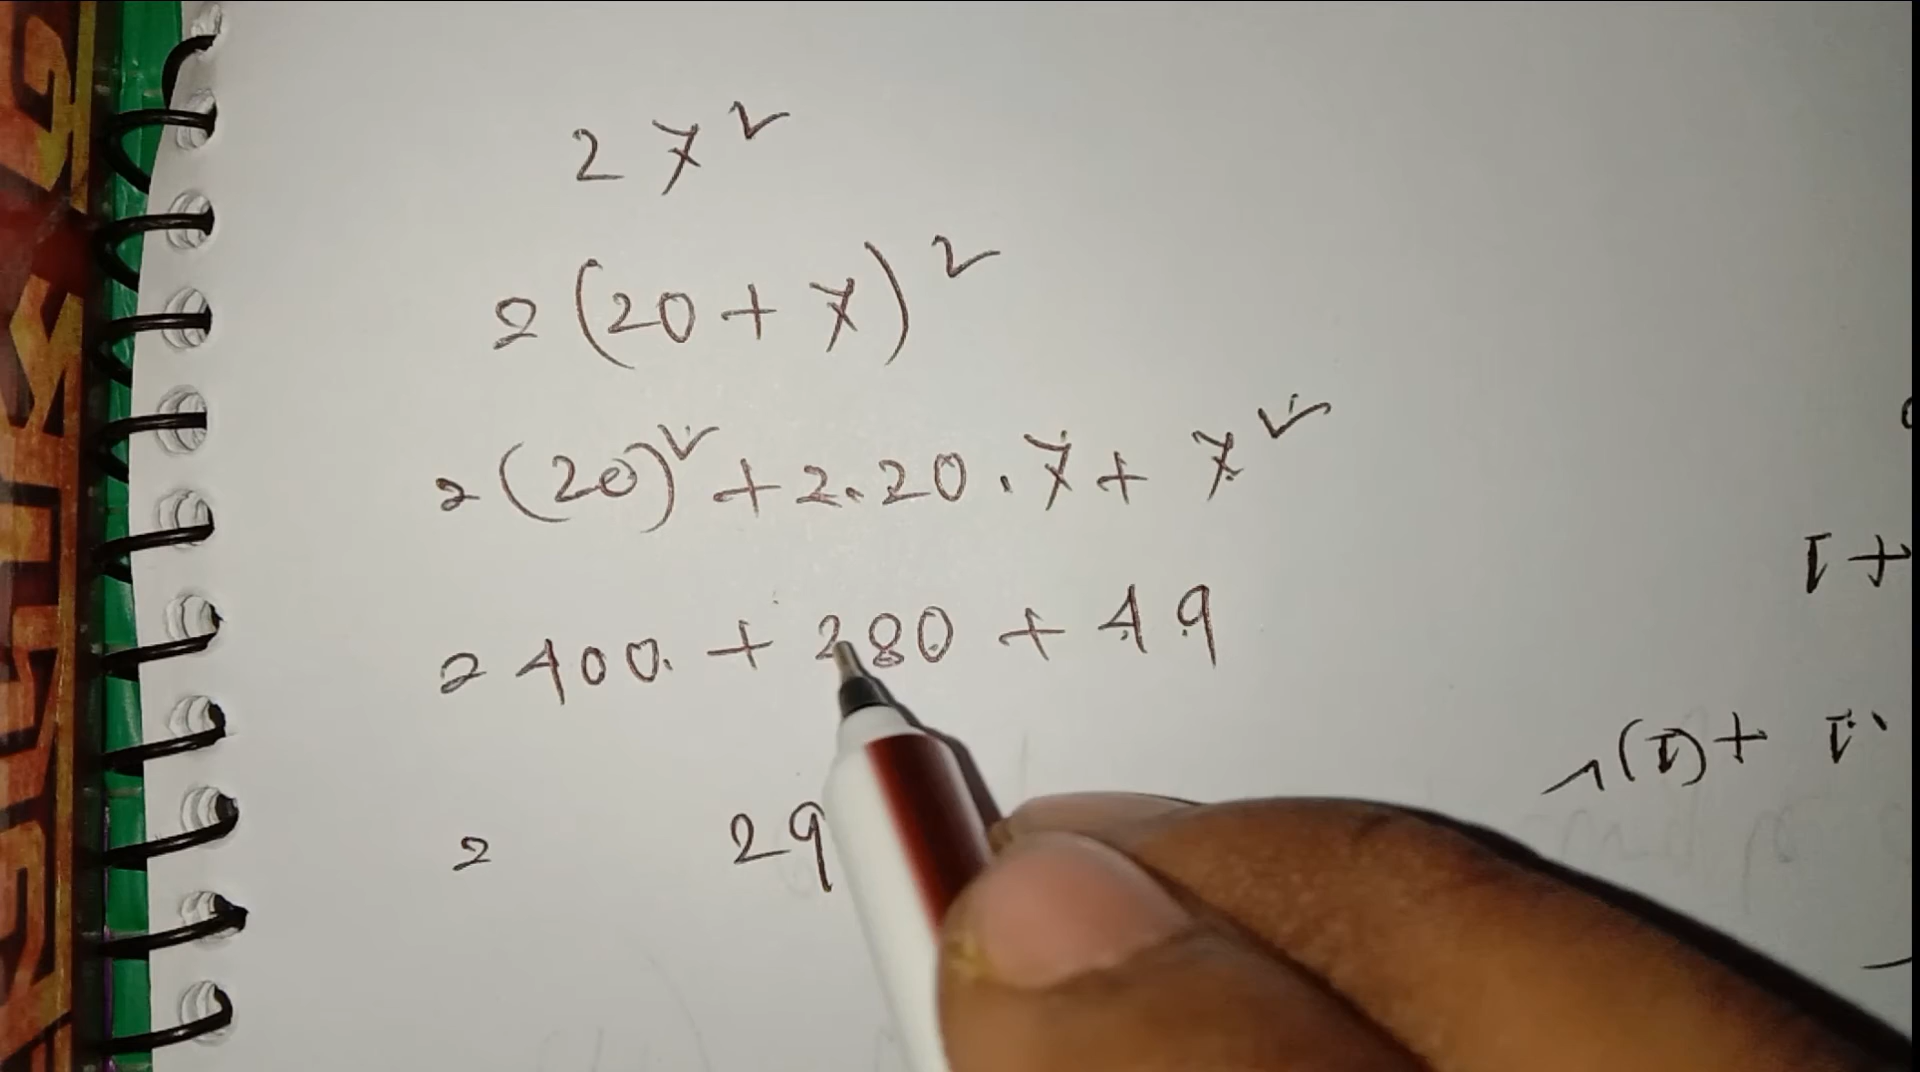 27²
= (20 + 7)²
= (20)² + 2.20.7 + 7²
= 400 + 280 + 49
= 29